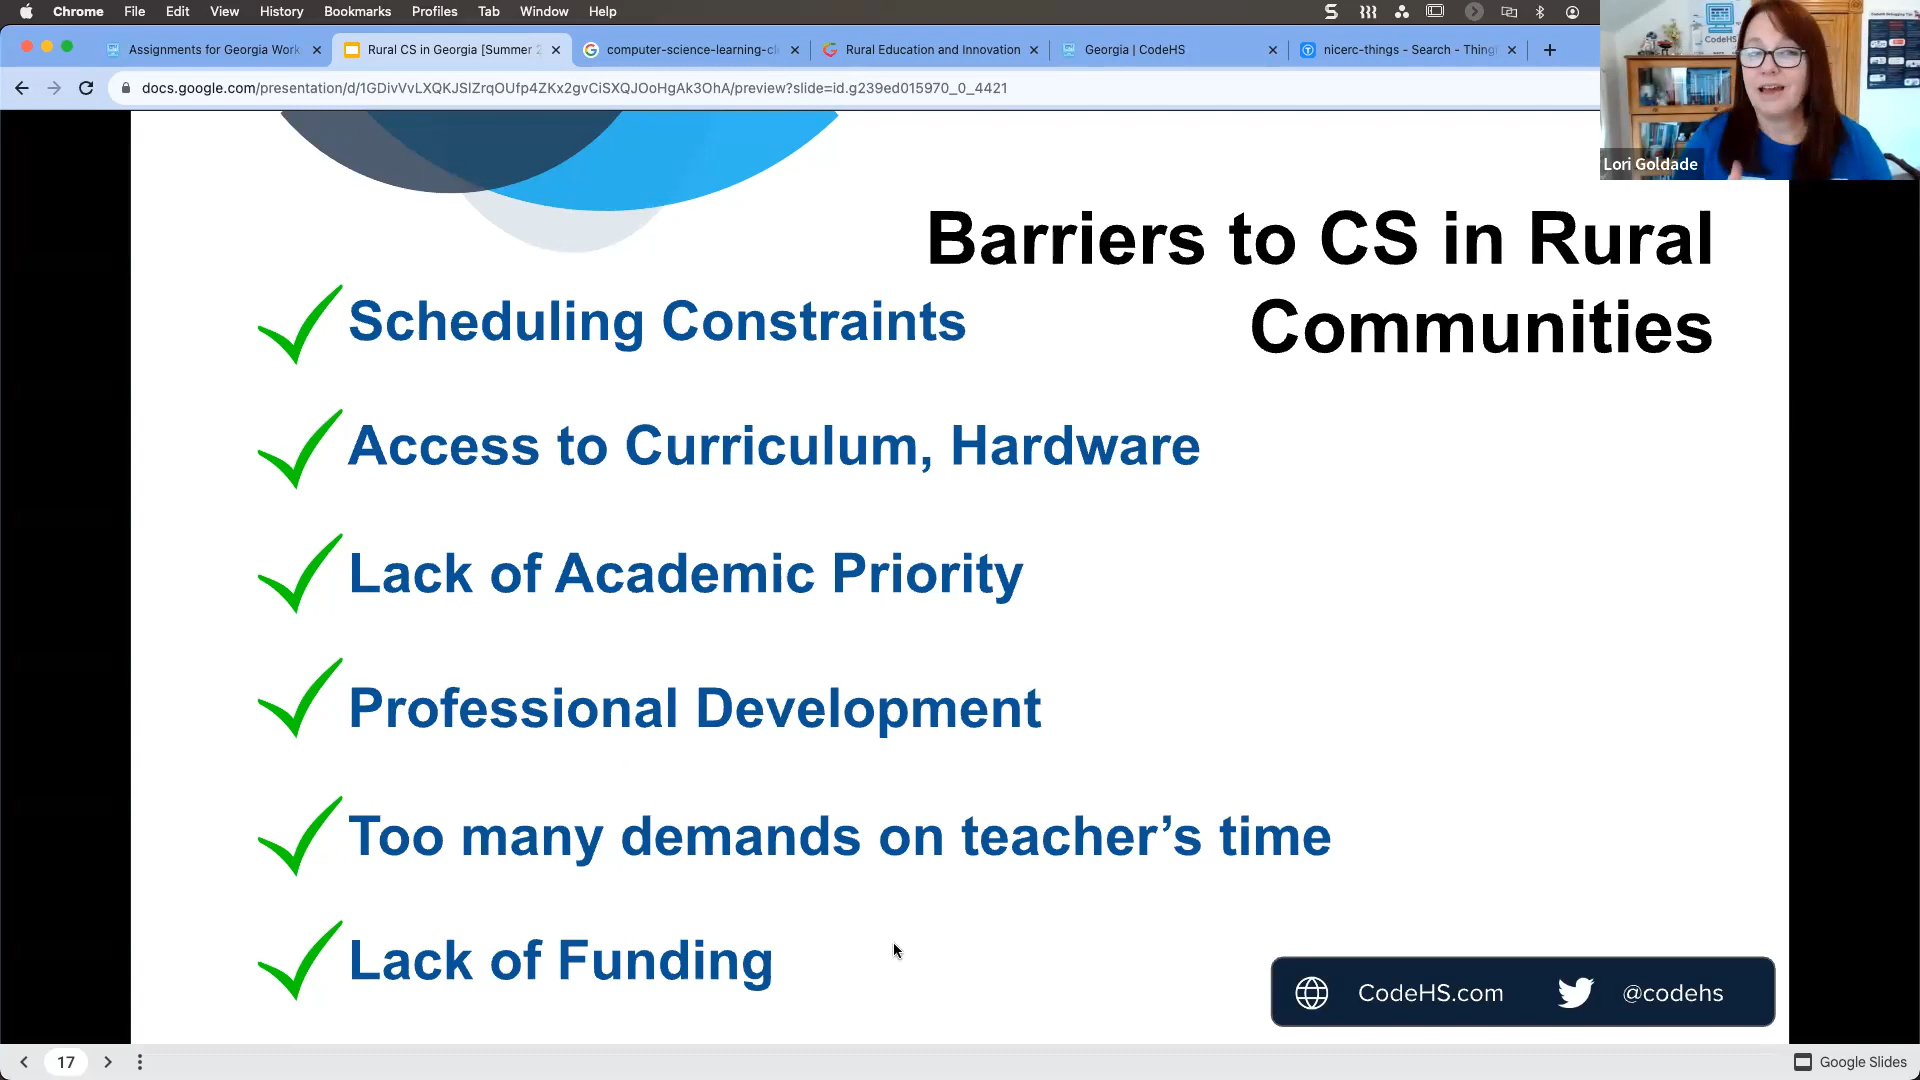 Chrome File Edit View History Bookmarks Profiles Tab Window Help
Assignments for Georgia Work
Rural CS in Georgia [Summer 2
computer-science-learning-cl
Rural Education and Innovation
Georgia | CodeHS
nicerc-things - Search - Thingi
docs.google.com/presentation/d/1GDivVvLXQKJSlZrqOUfp4ZKx2gvCiSXQJOoHgAk3OhA/preview?slide=id.g239ed015970_0_4421
CodeHS
Lori Goldade
Barriers to CS in Rural
Communities
Scheduling Constraints
Access to Curriculum, Hardware
Lack of Academic Priority
Professional Development
Too many demands on teacher’s time
Lack of Funding
CodeHS.com @codehs
17
Google Slides